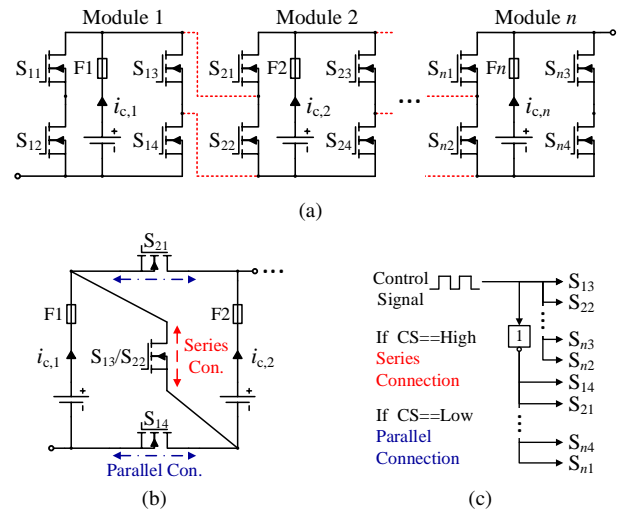 Module 1
Module 2
Module n
S11
F1
S13
S21
F2
S23
Sn1
Fn
Sn3
ic,1
ic,2
ic,n
S12
S14
S22
S24
Sn2
Sn4
+
-
+
-
+
-
...
(a)
S21
F1
F2
ic,1
S13/S22
Series
Con.
ic,2
+
-
+
-
S14
Parallel Con.
(b)
Control
Signal
S13
S22
If CS==High
Series
Connection
1
Sn3
Sn2
S14
S21
If CS==Low
Parallel
Connection
Sn4
Sn1
(c)